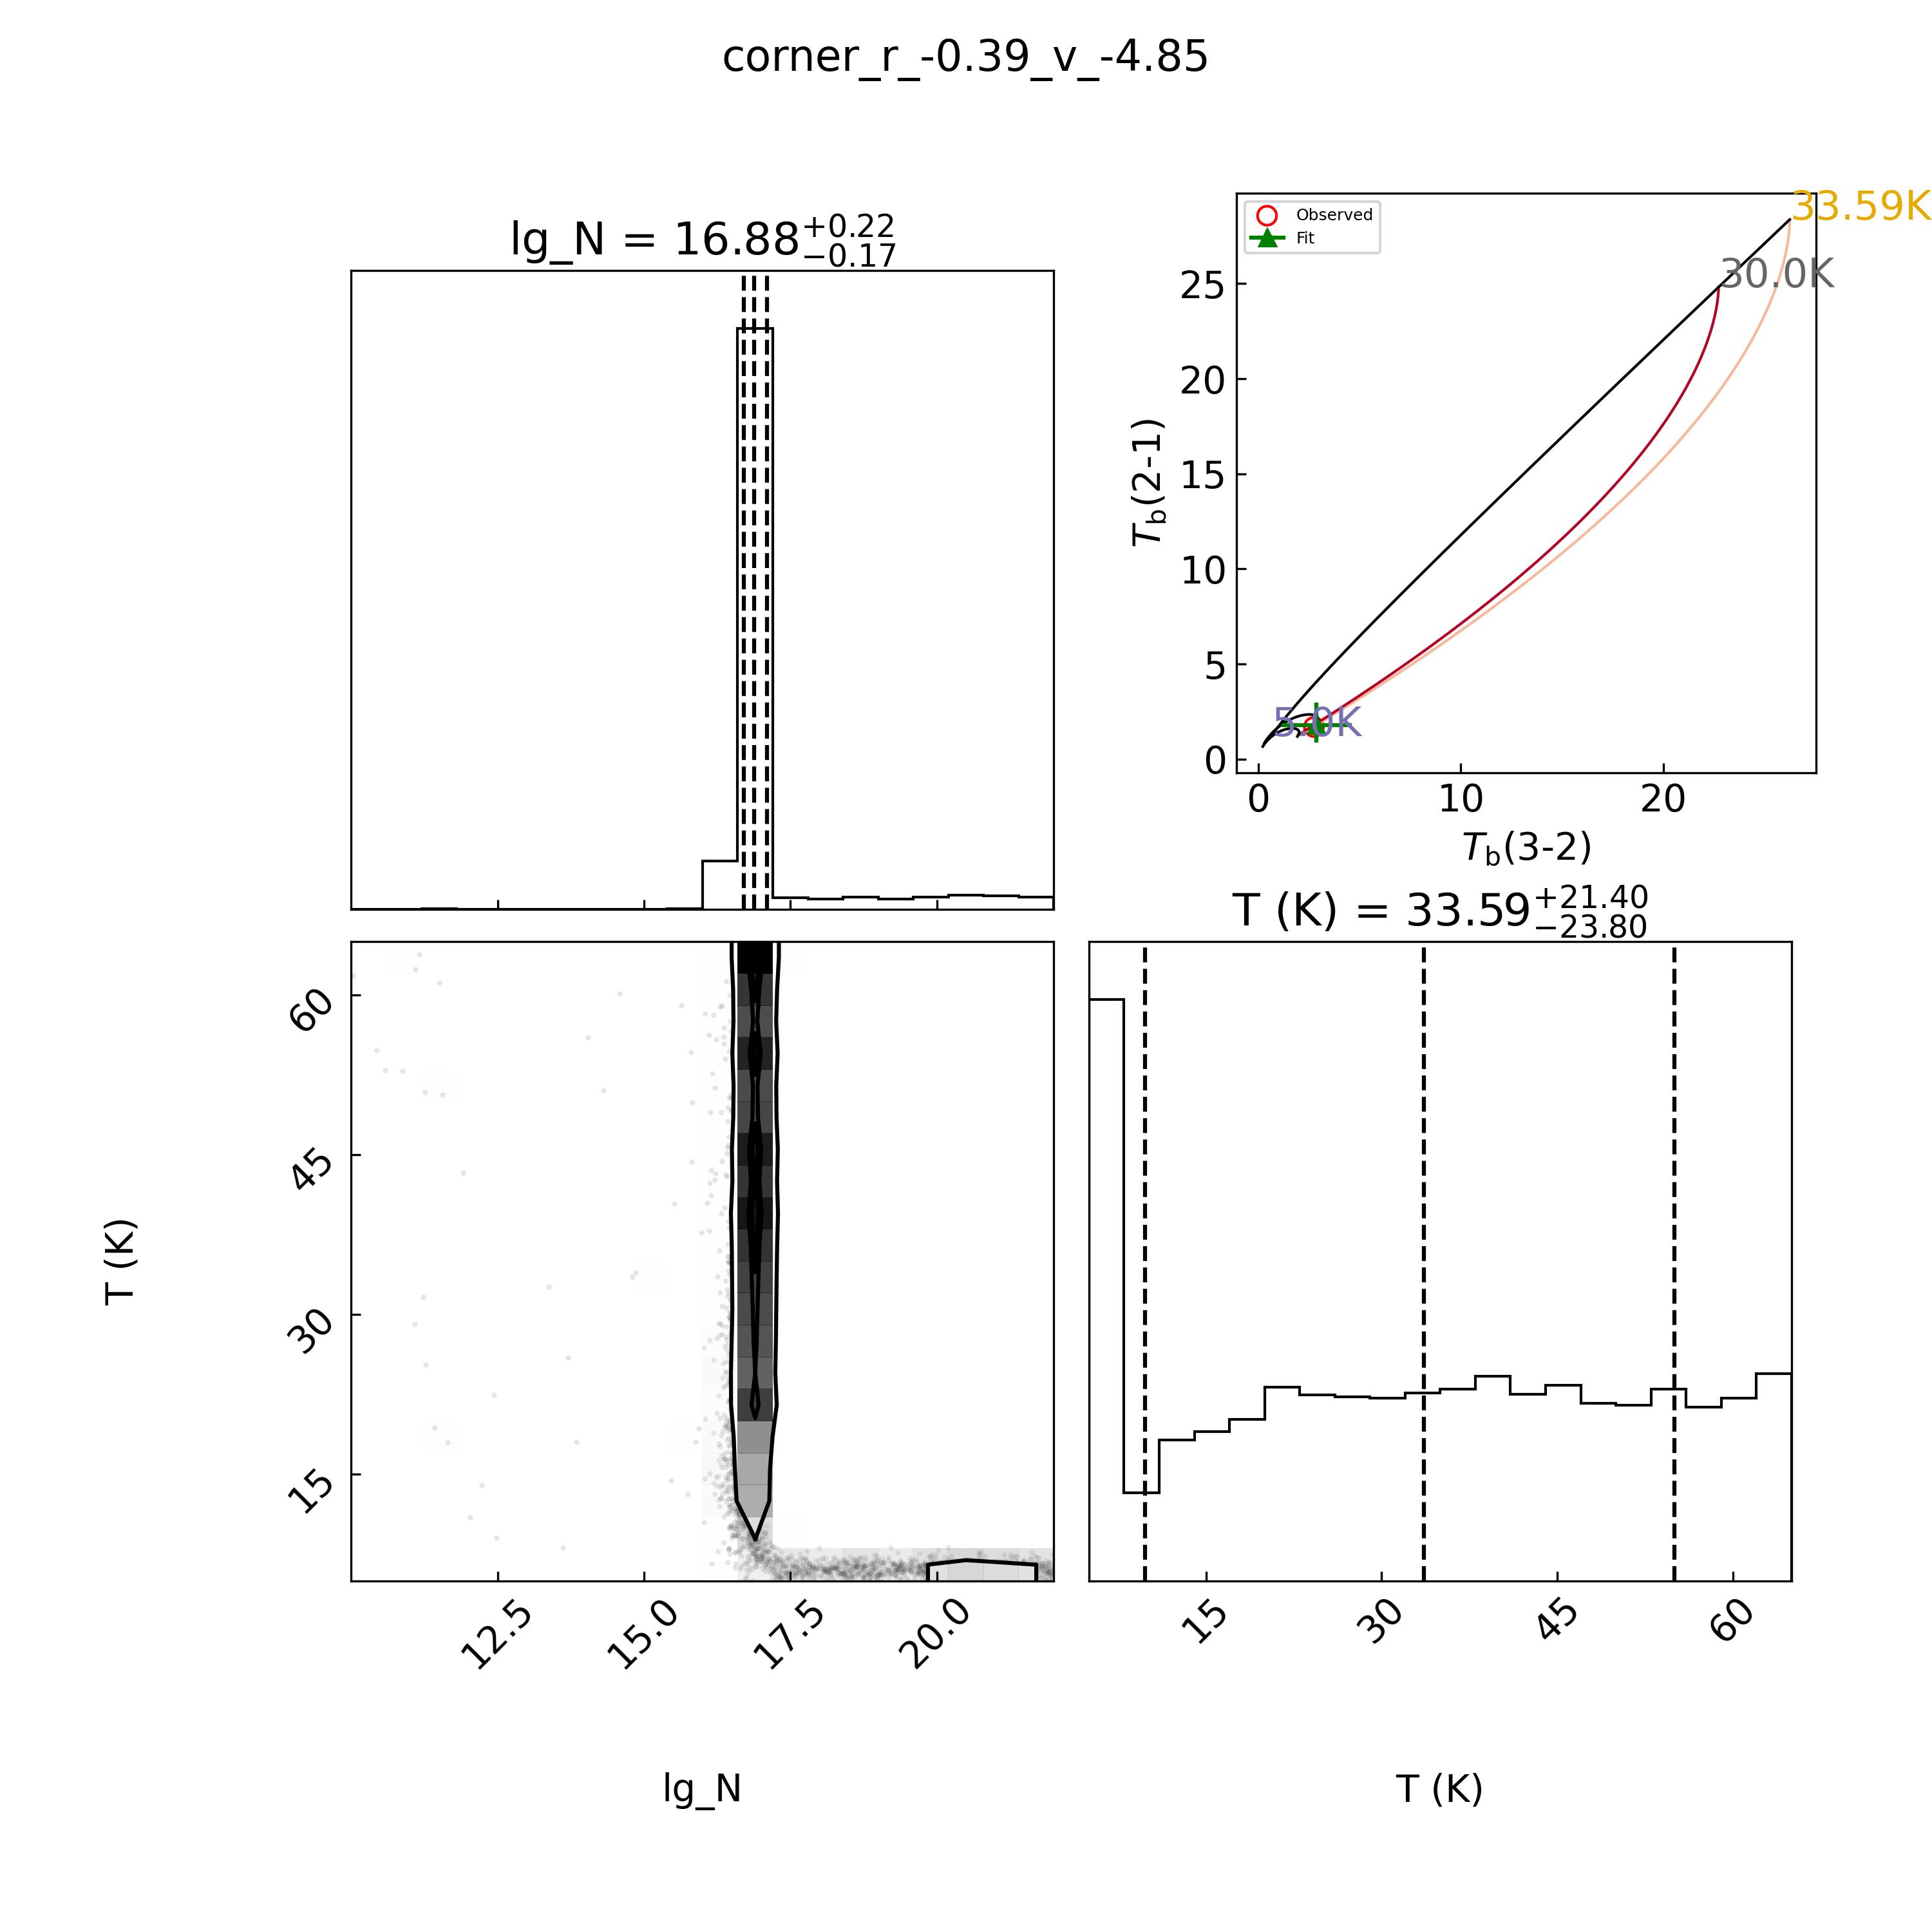 corner_r_-0.39_v_-4.85
lg_N = 16.88 +0.22 −0.17
33.59K
Observed
Fit
30.0K
25
20
15
10
5
0
5.0K
T_b(2-1)
0 10 20
T_b(3-2)
T (K) = 33.59 +21.40 −23.80
60
45
30
15
T (K)
12.5 15.0 17.5 20.0
lg_N
15 30 45 60
T (K)